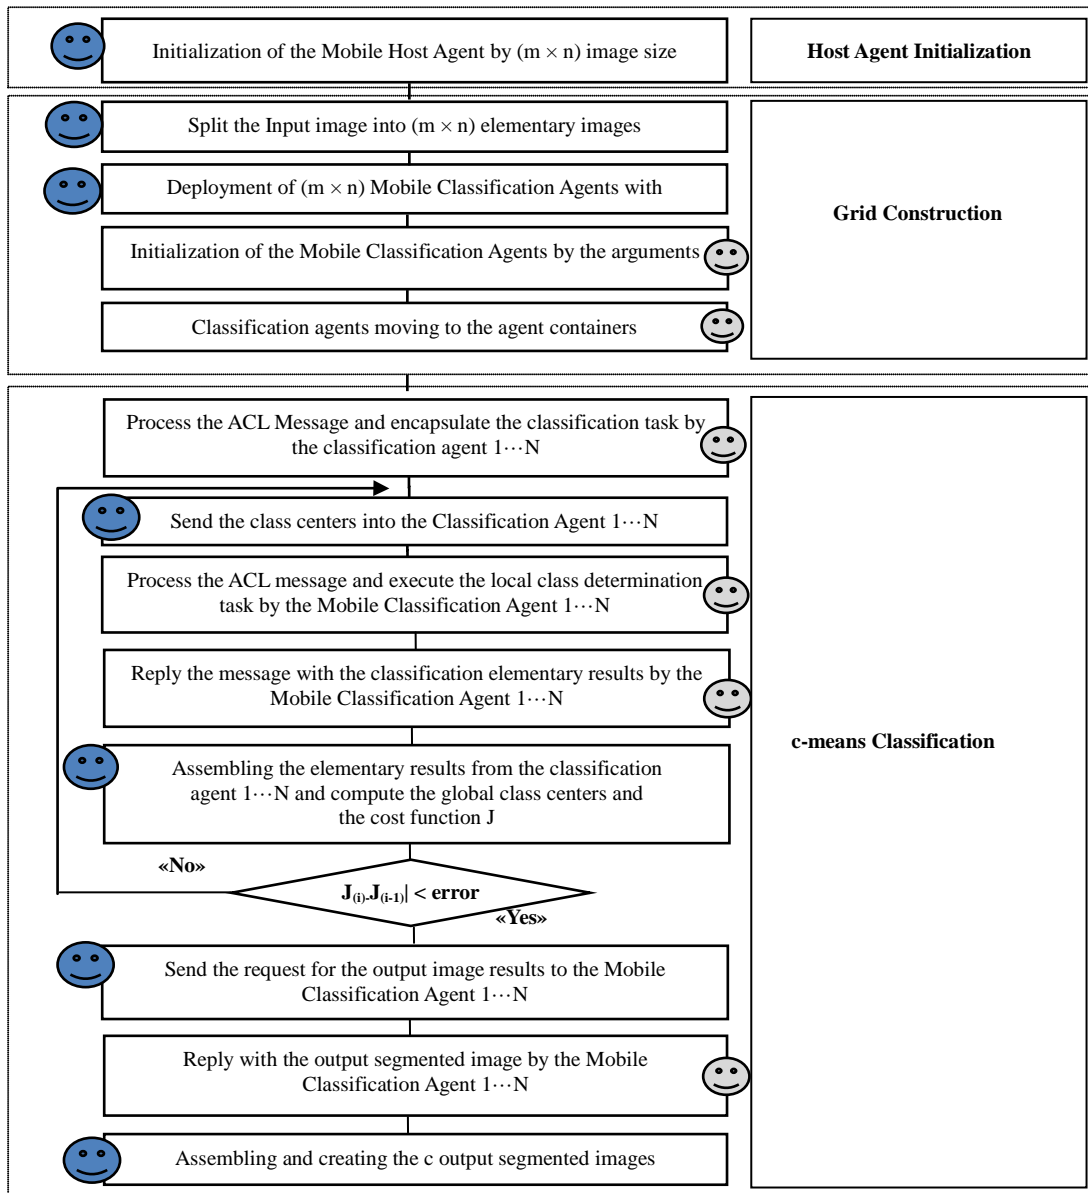 Initialization of the Mobile Host Agent by (m × n) image size
Host Agent Initialization
Split the Input image into (m × n) elementary images
Deployment of (m × n) Mobile Classification Agents with
Initialization of the Mobile Classification Agents by the arguments
Classification agents moving to the agent containers
Grid Construction
Process the ACL Message and encapsulate the classification task by
the classification agent 1⋯N
Send the class centers into the Classification Agent 1⋯N
Process the ACL message and execute the local class determination
task by the Mobile Classification Agent 1⋯N
Reply the message with the classification elementary results by the
Mobile Classification Agent 1⋯N
Assembling the elementary results from the classification
agent 1⋯N and compute the global class centers and
the cost function J
«No»
J(i)-J(i-1)| < error
«Yes»
Send the request for the output image results to the Mobile
Classification Agent 1⋯N
Reply with the output segmented image by the Mobile
Classification Agent 1⋯N
Assembling and creating the c output segmented images
c-means Classification